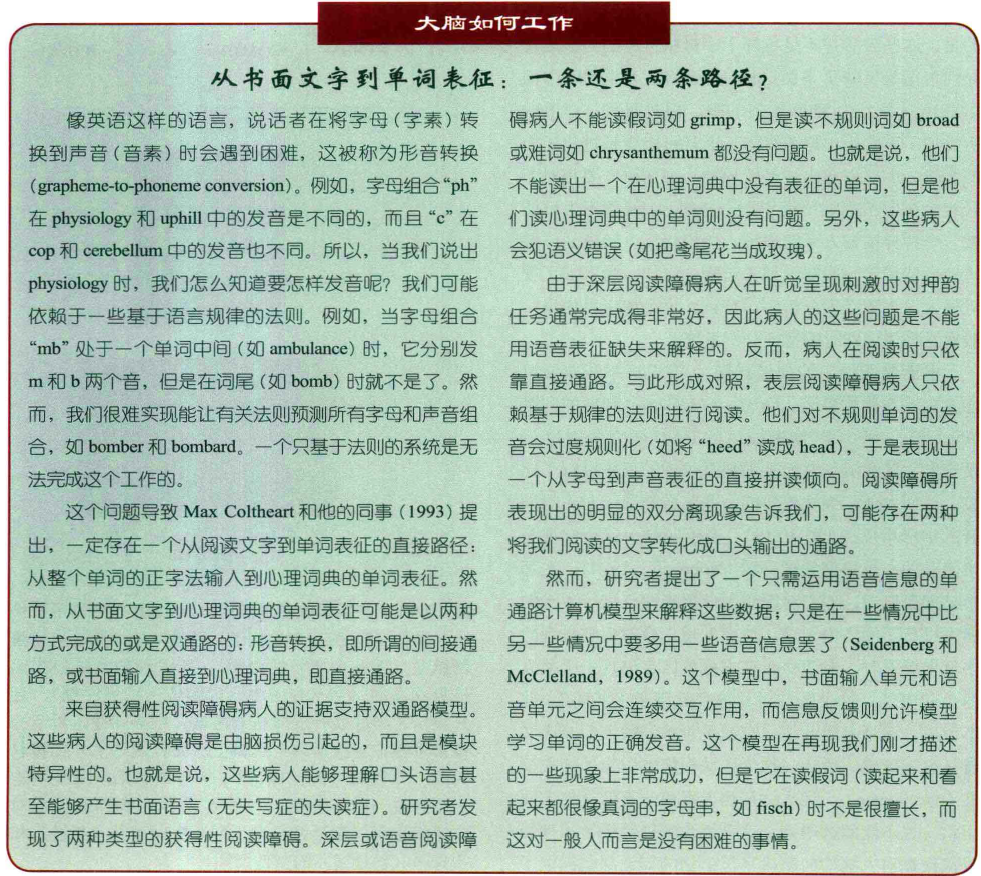 大脑如何工作
从书面文字到单词表征：一条还是两条路径？
像英语这样的语言，说话者在将字母（字素）转
换到声音（音素）时会遇到困难，这被称为形音转换
（grapheme-to-phoneme conversion）。例如，字母组合“ph”
在 physiology 和 uphill 中的发音是不同的，而且“c”在
cop 和 cerebellum 中的发音也不同。所以，当我们说出
physiology 时，我们怎么知道要怎样发音呢？我们可能
依赖于一些基于语言规律的法则。例如，当字母组合
“mb”处于一个单词中间（如 ambulance）时，它分别发
m 和 b 两个音，但是在词尾（如 bomb）时就不是了。然
而，我们很难实现能让有关法则预测所有字母和声音组
合，如 bomber 和 bombard。一个只基于法则的系统是无
法完成这个工作的。
这个问题导致 Max Coltheart 和他的同事（1993）提
出，一定存在一个从阅读文字到单词表征的直接路径：
从整个单词的正字法输入到心理词典的单词表征。然
而，从书面文字到心理词典的单词表征可能是以两种
方式完成的或是双通路的：形音转换，即所谓的间接通
路，或书面输入直接到心理词典，即直接通路。
来自获得性阅读障碍病人的证据支持双通路模型。
这些病人的阅读障碍是由脑损伤引起的，而且是模块
特异性的。也就是说，这些病人能够理解口头语言甚
至能够产生书面语言（无失写症的失读症）。研究者发
现了两种类型的获得性阅读障碍。深层或语音阅读障
碍病人不能读假词如 grimp，但是读不规则词如 broad
或难词如 chrysanthemum 都没有问题。也就是说，他们
不能读出一个在心理词典中没有表征的单词，但是他
们读心理词典中的单词则没有问题。另外，这些病人
会犯语义错误（如把鸢尾花当成玫瑰）。
由于深层阅读障碍病人在听觉呈现刺激时对押韵
任务通常完成得非常好，因此病人的这些问题是不能
用语音表征缺失来解释的。反而，病人在阅读时只依
靠直接通路。与此形成对照，表层阅读障碍病人只依
赖基于规律的法则进行阅读。他们对不规则单词的发
音会过度规则化（如将“heed”读成 head），于是表现出
一个从字母到声音表征的直接拼读倾向。阅读障碍所
表现出的明显的双分离现象告诉我们，可能存在两种
将我们阅读的文字转化成口头输出的通路。
然而，研究者提出了一个只需运用语音信息的单
通路计算机模型来解释这些数据；只是在一些情况中比
另一些情况中要多用一些语音信息罢了（Seidenberg 和
McClelland，1989）。这个模型中，书面输入单元和语
音单元之间会连续交互作用，而信息反馈则允许模型
学习单词的正确发音。这个模型在再现我们刚才描述
的一些现象上非常成功，但是它在读假词（读起来和看
起来都很像真词的字母串，如 fisch）时不是很擅长，而
这对一般人而言是没有困难的事情。